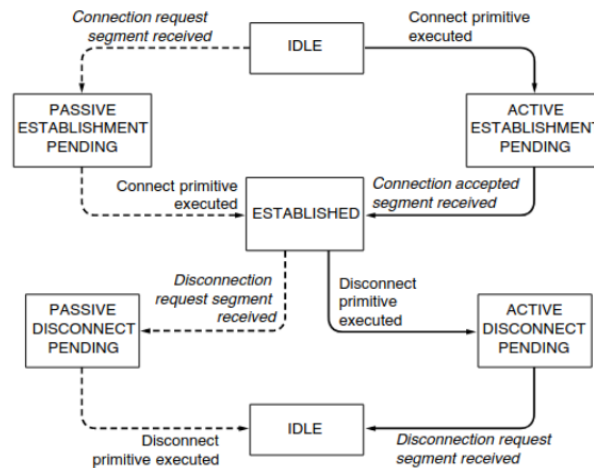 Connection request
segment received
IDLE
Connect primitive
executed
PASSIVE
ESTABLISHMENT
PENDING
ACTIVE
ESTABLISHMENT
PENDING
Connect primitive
executed
ESTABLISHED
Connection accepted
segment received
Disconnection
request segment
received
Disconnect
primitive
executed
PASSIVE
DISCONNECT
PENDING
ACTIVE
DISCONNECT
PENDING
Disconnect
primitive executed
IDLE
Disconnection request
segment received